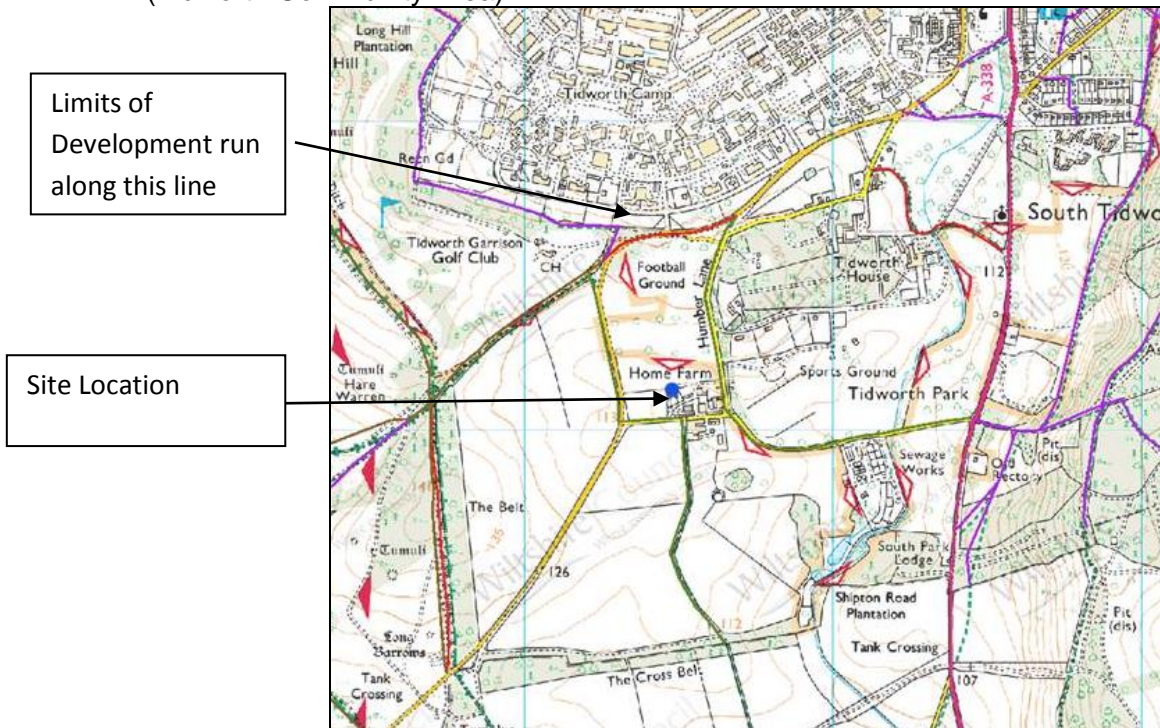 Long Hill
Plantation
Hill
Limits of
Development run
along this line
Tidworth Camp
A-338
Recn Gd
South Tidwo
Tidworth Garrison
Golf Club
CH
Football
Ground
Humber Lane
Tidworth
House
112
Tumuli
Hare
Warren
Site Location
Home Farm
Sports Ground
Tidworth Park
113
Sewage
Works
Pit
(dis)
Old
Rectory
The Belt
135
Tumuli
126
South Park
Lodge
Shipton Road
Plantation
Pit
(dis)
112
Long
Barrows
Tank Crossing
Tank
Crossing
The Cross Belt
107
Wiltshire